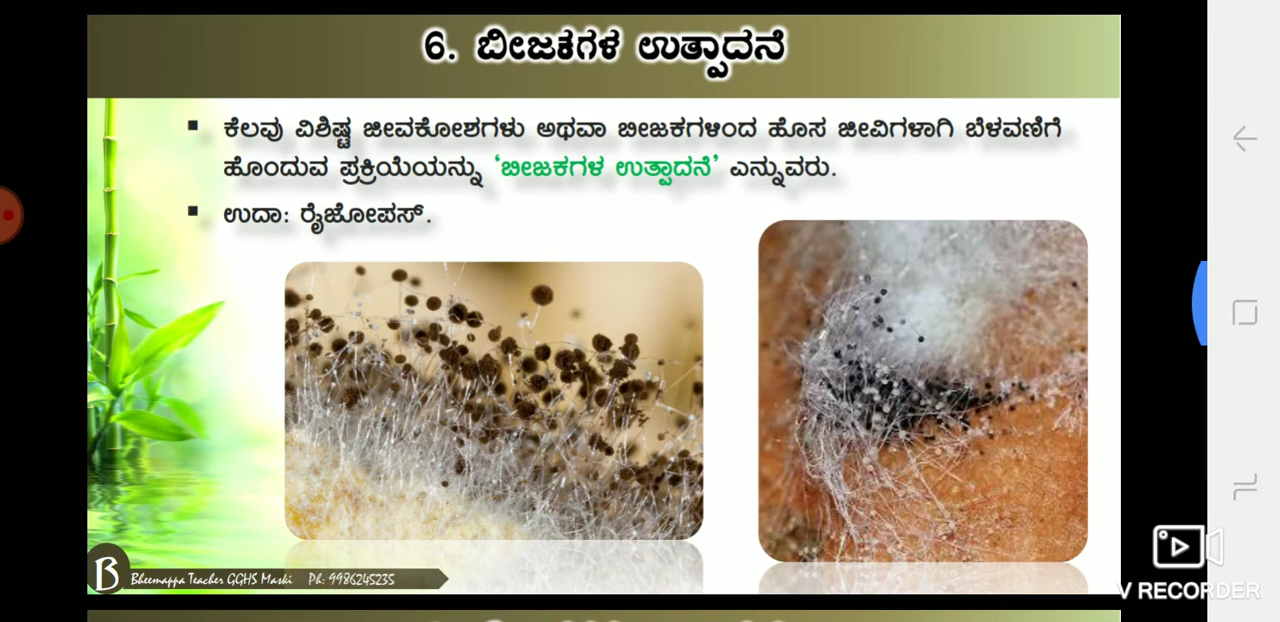 6. ಬೀಜಕಗಳ ಉತ್ಪಾದನೆ
▪ ಕೆಲವು ವಿಶಿಷ್ಟ ಜೀವಕೋಶಗಳು ಅಥವಾ ಬೀಜಕಗಳಿಂದ ಹೊಸ ಜೀವಿಗಳಾಗಿ ಬೆಳವಣಿಗೆ
ಹೊಂದುವ ಪ್ರಕ್ರಿಯೆಯನ್ನು ‘ಬೀಜಕಗಳ ಉತ್ಪಾದನೆ’ ಎನ್ನುವರು.
▪ ಉದಾ: ರೈಜೋಪಸ್.
B Bheemappa Teacher GGHS Maski Ph: 9986245235
V RECORDER